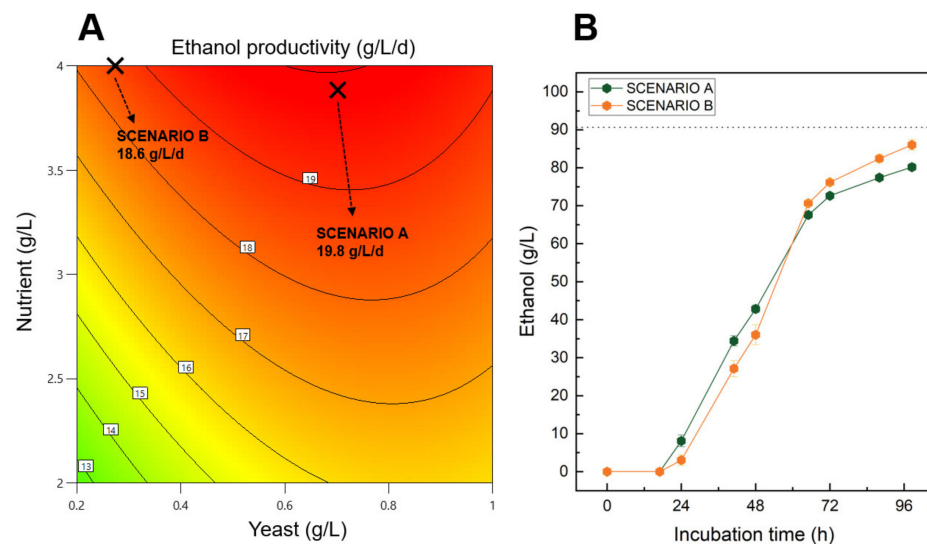 A
Ethanol productivity (g/L/d)
4
3.5
3
2.5
2
Nutrient (g/L)
SCENARIO B
18.6 g/L/d
SCENARIO A
19.8 g/L/d
19
18
17
16
15
14
13
0.2
0.4
0.6
0.8
1
Yeast (g/L)
B
SCENARIO A
SCENARIO B
100
90
80
70
60
50
40
30
20
10
0
Ethanol (g/L)
0
24
48
72
96
Incubation time (h)